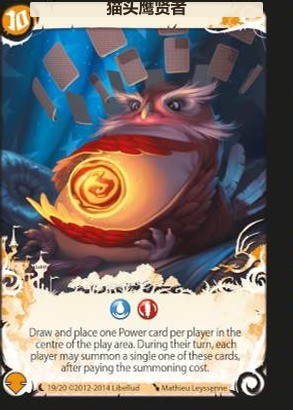 猫头鹰贤者
10
Draw and place one Power card per player in the
centre of the play area. During their turn, each
player may summon a single one of these cards,
after paying the summoning cost.
19/20 ©2012-2014 Libellud Mathieu Leyssenne